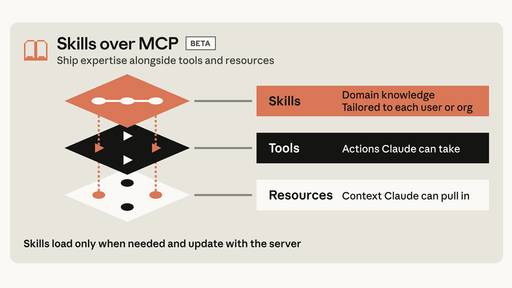 Skills over MCP BETA
Ship expertise alongside tools and resources
Skills
Domain knowledge
Tailored to each user or org
Tools
Actions Claude can take
Resources
Context Claude can pull in
Skills load only when needed and update with the server